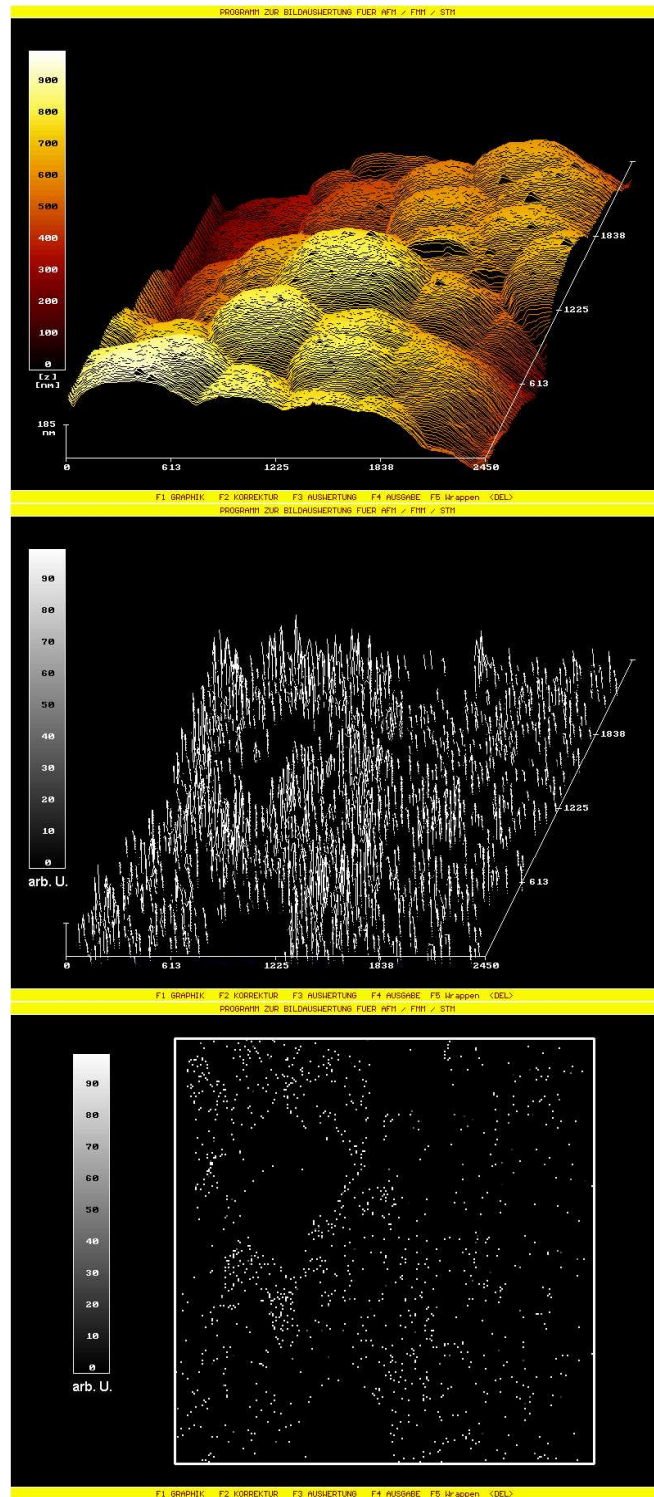 PROGRAMM ZUR BILDAUSWERTUNG FUER AFM / FMM / STM
900
800
700
600
500
400
300
200
100
0
[z]
[nm]
185
nm
0 613 1225 1838 2450
613
1225
1838
F1 GRAPHIK F2 KORREKTUR F3 AUSWERTUNG F4 AUSGABE F5 Wrappen <DEL>
PROGRAMM ZUR BILDAUSWERTUNG FUER AFM / FMM / STM
90
80
70
60
50
40
30
20
10
0
arb. U.
0 613 1225 1838 2450
613
1225
1838
F1 GRAPHIK F2 KORREKTUR F3 AUSWERTUNG F4 AUSGABE F5 Wrappen <DEL>
PROGRAMM ZUR BILDAUSWERTUNG FUER AFM / FMM / STM
90
80
70
60
50
40
30
20
10
0
arb. U.
F1 GRAPHIK F2 KORREKTUR F3 AUSWERTUNG F4 AUSGABE F5 Wrappen <DEL>